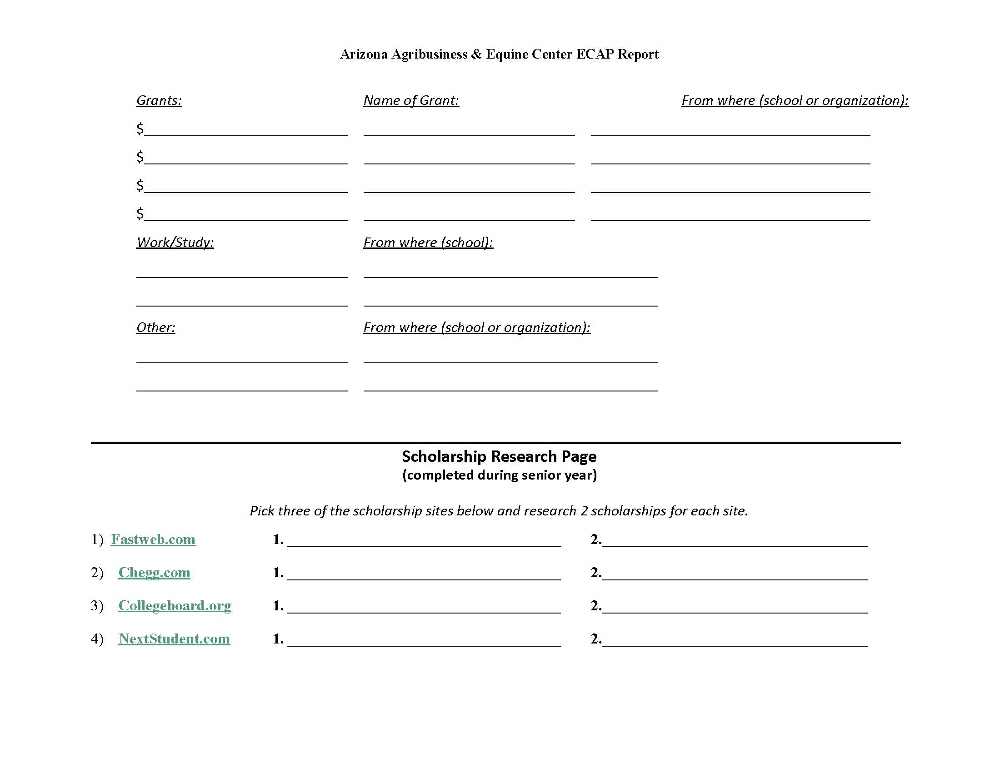 Arizona Agribusiness & Equine Center ECAP Report
Grants: Name of Grant: From where (school or organization):
$
$
$
$
Work/Study: From where (school):
Other: From where (school or organization):
Scholarship Research Page
(completed during senior year)
Pick three of the scholarship sites below and research 2 scholarships for each site.
1) Fastweb.com 1. 2.
2) Chegg.com 1. 2.
3) Collegeboard.org 1. 2.
4) NextStudent.com 1. 2.